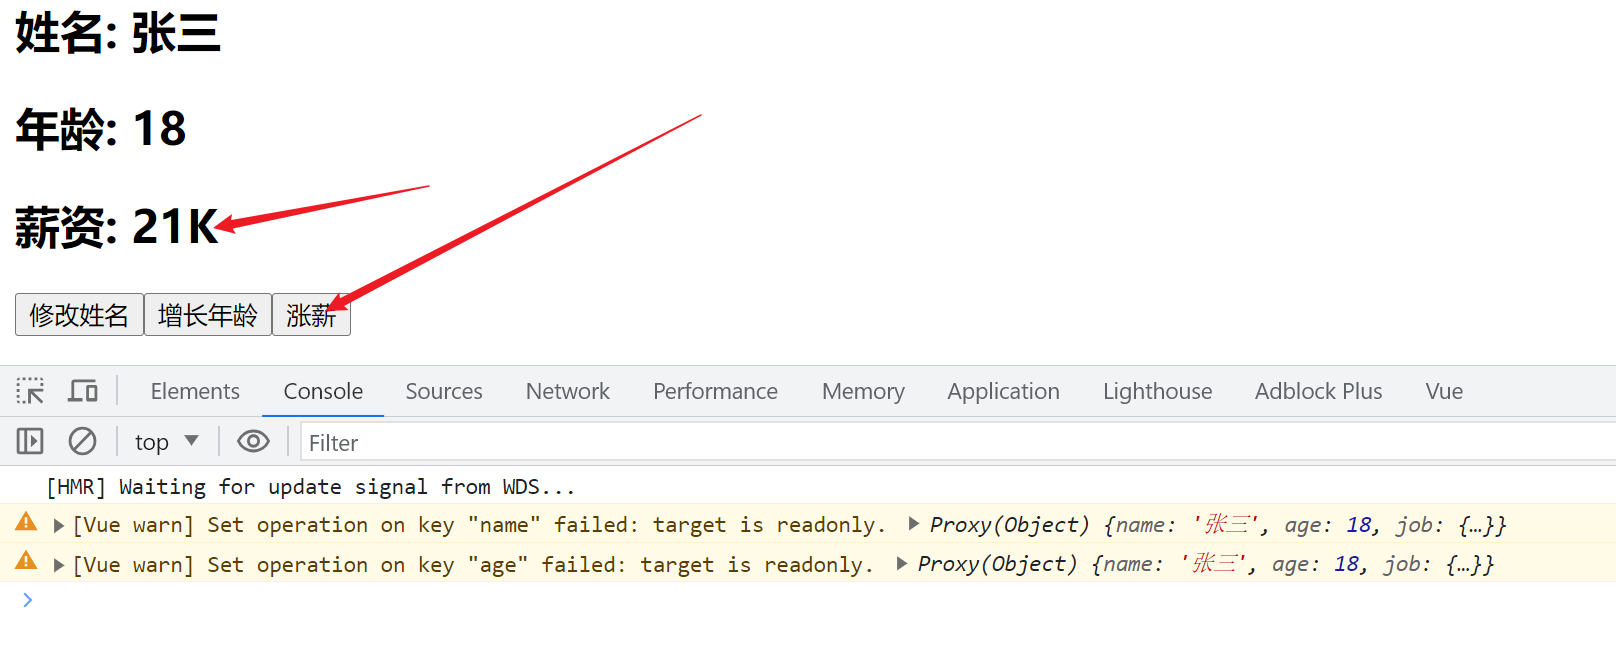 姓名: 张三
年龄: 18
薪资: 21K
修改姓名 增长年龄 涨薪
Elements Console Sources Network Performance Memory Application Lighthouse Adblock Plus Vue
top Filter
[HMR] Waiting for update signal from WDS...
[Vue warn] Set operation on key "name" failed: target is readonly. Proxy(Object) {name: '张三', age: 18, job: {…}}
[Vue warn] Set operation on key "age" failed: target is readonly. Proxy(Object) {name: '张三', age: 18, job: {…}}